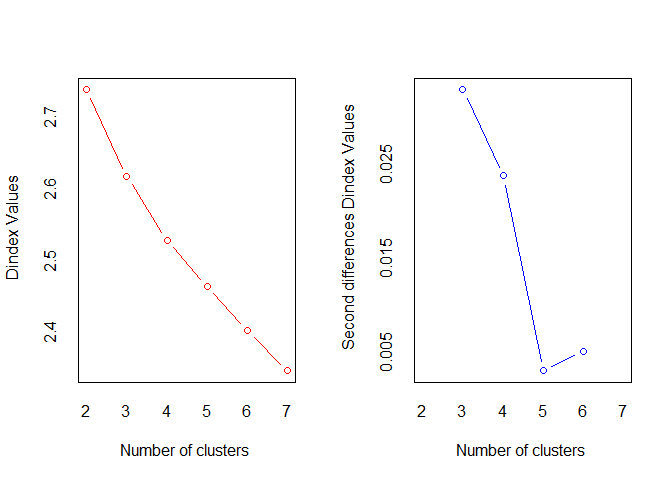 Dindex Values
2.7
2.6
2.5
2.4
2 3 4 5 6 7
Number of clusters
Second differences Dindex Values
0.025
0.015
0.005
2 3 4 5 6 7
Number of clusters